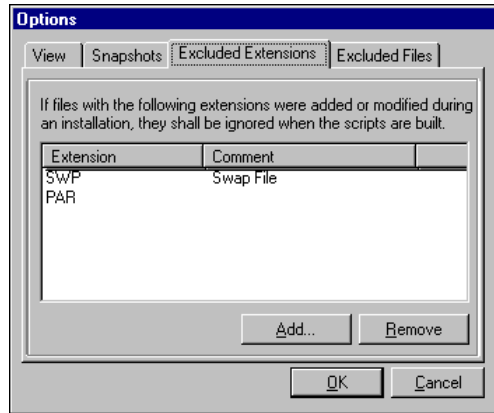 Options
View Snapshots Excluded Extensions Excluded Files
If files with the following extensions were added or modified during
an installation, they shall be ignored when the scripts are built.
Extension Comment
SWP Swap File
PAR
Add... Remove
OK Cancel